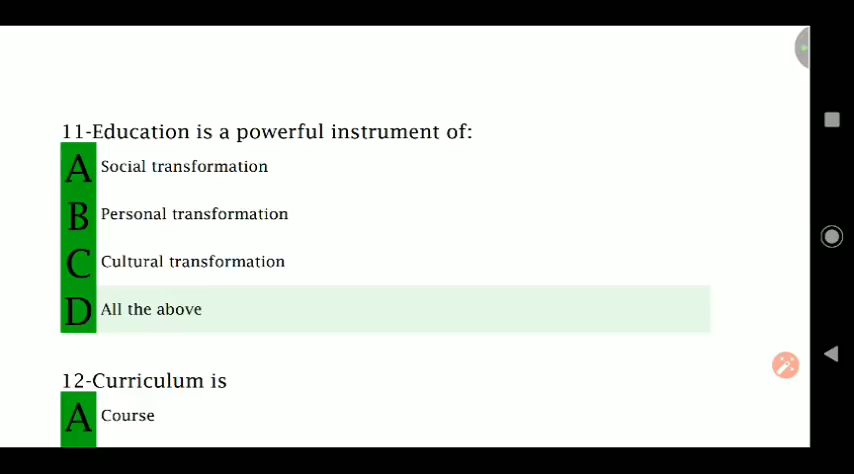 11-Education is a powerful instrument of:
A Social transformation
B Personal transformation
C Cultural transformation
D All the above
12-Curriculum is
A Course